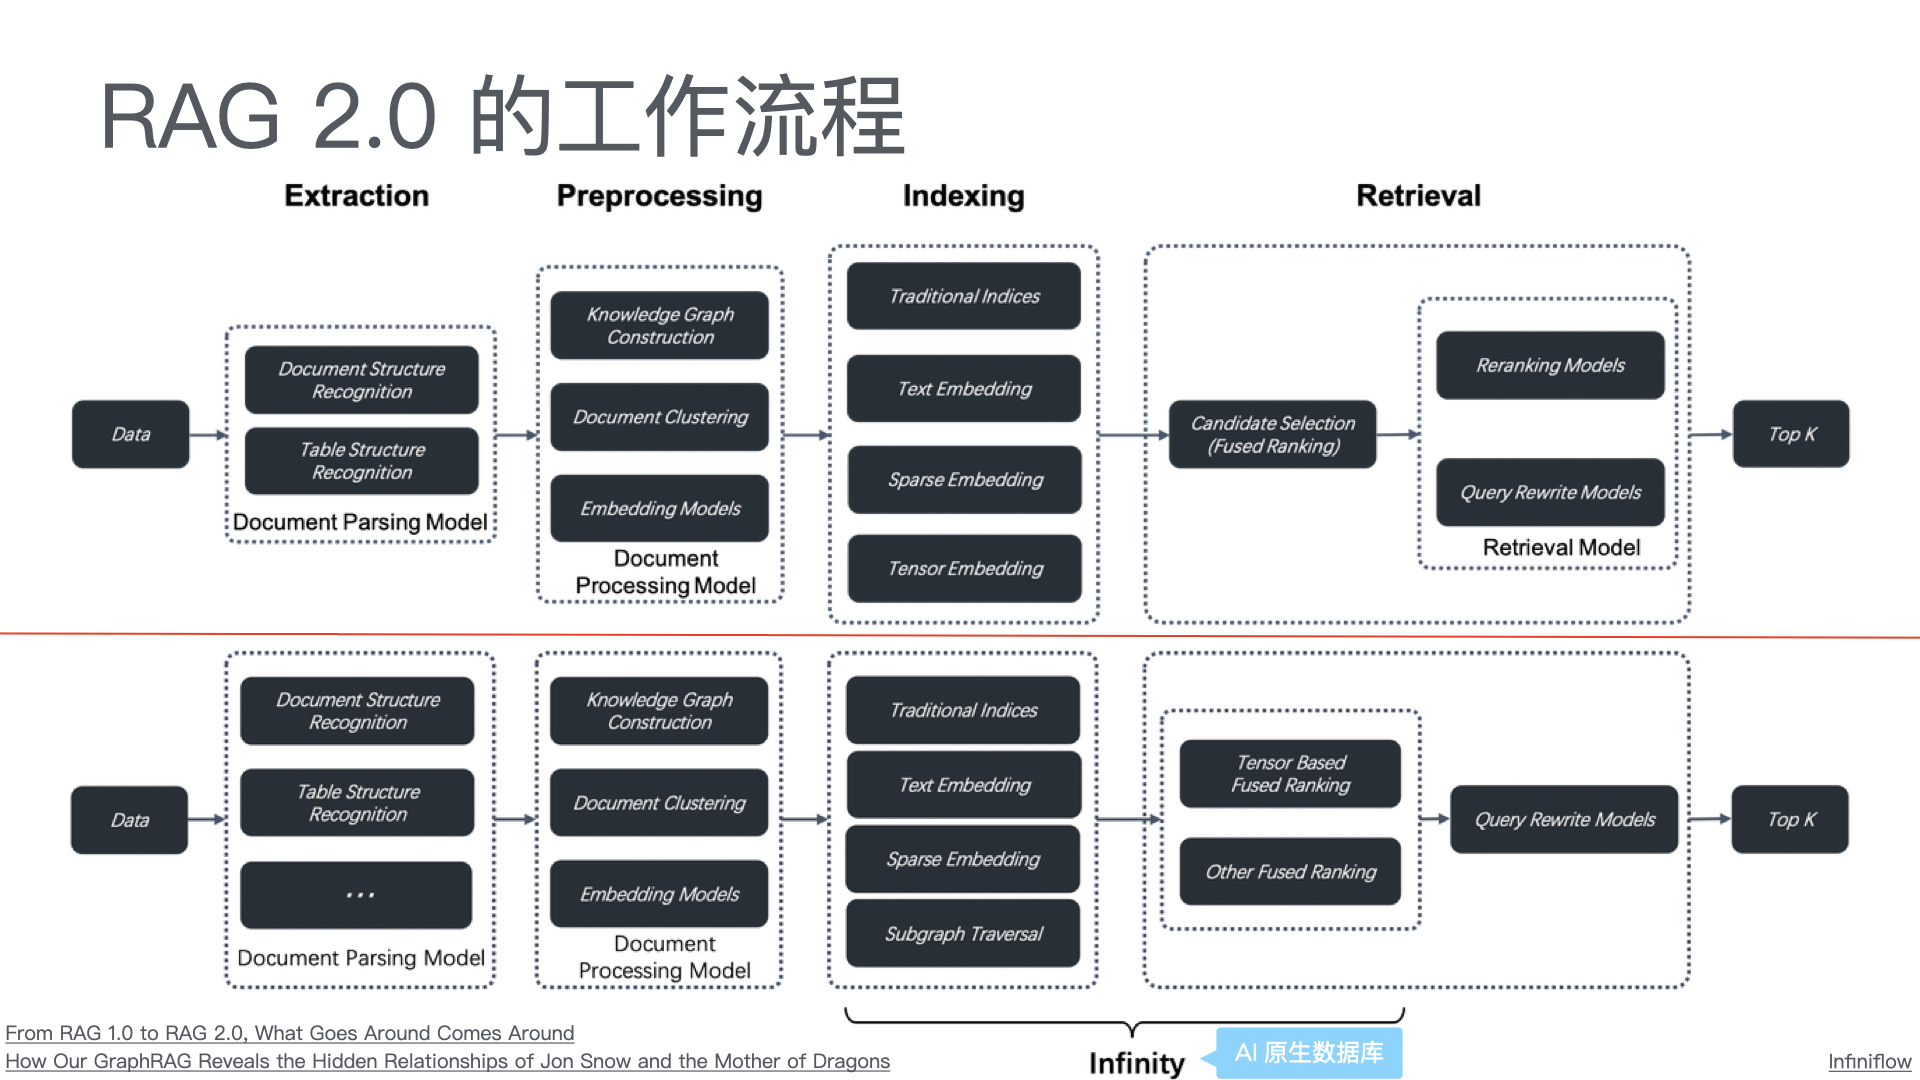 RAG 2.0 的工作流程
Extraction
Preprocessing
Indexing
Retrieval
Data
Document Structure
Recognition
Table Structure
Recognition
Document Parsing Model
Knowledge Graph
Construction
Document Clustering
Embedding Models
Document
Processing Model
Traditional Indices
Text Embedding
Sparse Embedding
Tensor Embedding
Candidate Selection
(Fused Ranking)
Reranking Models
Query Rewrite Models
Retrieval Model
Top K
Data
Document Structure
Recognition
Table Structure
Recognition
...
Document Parsing Model
Knowledge Graph
Construction
Document Clustering
Embedding Models
Document
Processing Model
Traditional Indices
Text Embedding
Sparse Embedding
Subgraph Traversal
Tensor Based
Fused Ranking
Other Fused Ranking
Query Rewrite Models
Top K
Infinity
AI 原生数据库
From RAG 1.0 to RAG 2.0, What Goes Around Comes Around
How Our GraphRAG Reveals the Hidden Relationships of Jon Snow and the Mother of Dragons
Infiniflow